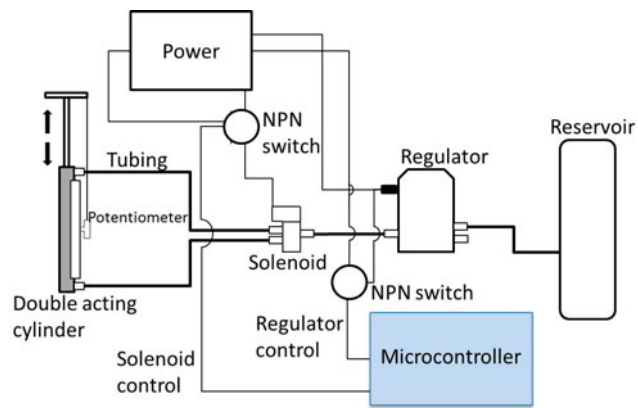 Power
NPN
switch
Reservoir
Regulator
Tubing
Potentiometer
Solenoid
Double acting
cylinder
NPN switch
Regulator
control
Solenoid
control
Microcontroller